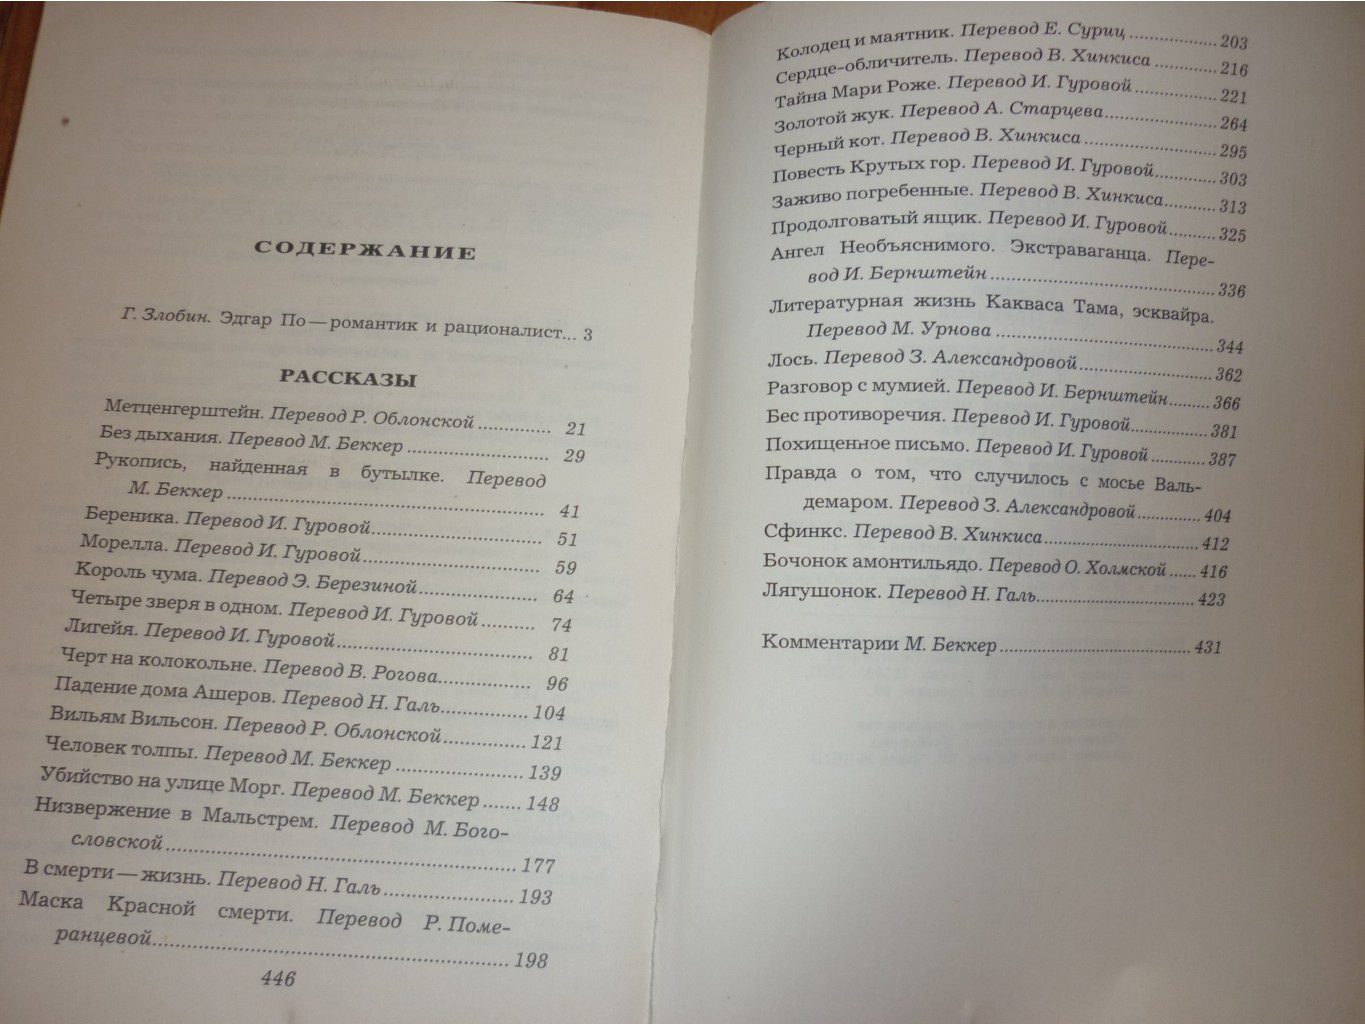 СОДЕРЖАНИЕ
Г. Злобин. Эдгар По — романтик и рационалист... 3
РАССКАЗЫ
Метценгерштейн. Перевод Р. Облонской ............. 21
Без дыхания. Перевод М. Беккер ......................... 29
Рукопись, найденная в бутылке. Перевод
М. Беккер ....................................................... 41
Береника. Перевод И. Гуровой............................. 51
Морелла. Перевод И. Гуровой.............................. 59
Король чума. Перевод Э. Березиной..................... 64
Четыре зверя в одном. Перевод И. Гуровой ......... 74
Лигейя. Перевод И. Гуровой................................. 81
Черт на колокольне. Перевод В. Рогова................ 96
Падение дома Ашеров. Перевод Н. Галь............... 104
Вильям Вильсон. Перевод Р. Облонской.............. 121
Человек толпы. Перевод М. Беккер ..................... 139
Убийство на улице Морг. Перевод М. Беккер ....... 148
Низвержение в Мальстрем. Перевод М. Бого-
словской.......................................................... 177
В смерти — жизнь. Перевод Н. Галь..................... 193
Маска Красной смерти. Перевод Р. Поме-
ранцевой.......................................................... 198
446
Колодец и маятник. Перевод Е. Суриц ................. 203
Сердце-обличитель. Перевод В. Хинкиса ............ 216
Тайна Мари Роже. Перевод И. Гуровой ............... 221
Золотой жук. Перевод А. Старцева...................... 264
Черный кот. Перевод В. Хинкиса ........................ 295
Повесть Крутых гор. Перевод И. Гуровой............ 303
Заживо погребенные. Перевод В. Хинкиса........... 313
Продолговатый ящик. Перевод И. Гуровой.......... 325
Ангел Необъяснимого. Экстраваганца. Пере-
вод И. Бернштейн .......................................... 336
Литературная жизнь Какваса Тама, эсквайра.
Перевод М. Урнова ......................................... 344
Лось. Перевод З. Александровой.......................... 362
Разговор с мумией. Перевод И. Бернштейн......... 366
Бес противоречия. Перевод И. Гуровой................ 381
Похищенное письмо. Перевод И. Гуровой ............ 387
Правда о том, что случилось с мосье Валь-
демаром. Перевод З. Александровой............. 404
Сфинкс. Перевод В. Хинкиса............................... 412
Бочонок амонтильядо. Перевод О. Холмской ...... 416
Лягушонок. Перевод Н. Галь................................ 423
Комментарии М. Беккер ...................................... 431